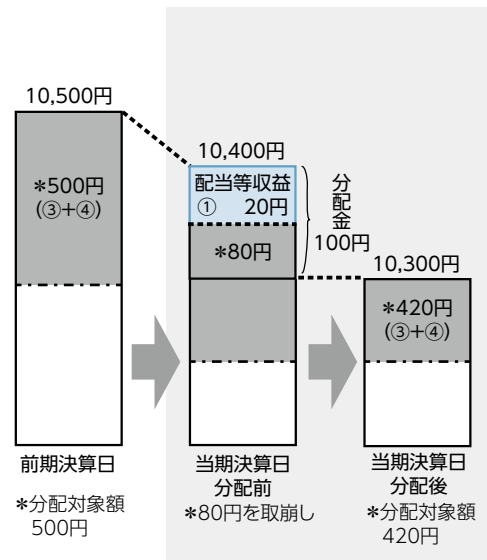 10,500円
*500円
(③+④)
前期決算日
*分配対象額
500円
10,400円
配当等収益
① 20円
*80円
分配金
100円
当期決算日
分配前
*80円を取崩し
10,300円
*420円
(③+④)
当期決算日
分配後
*分配対象額
420円